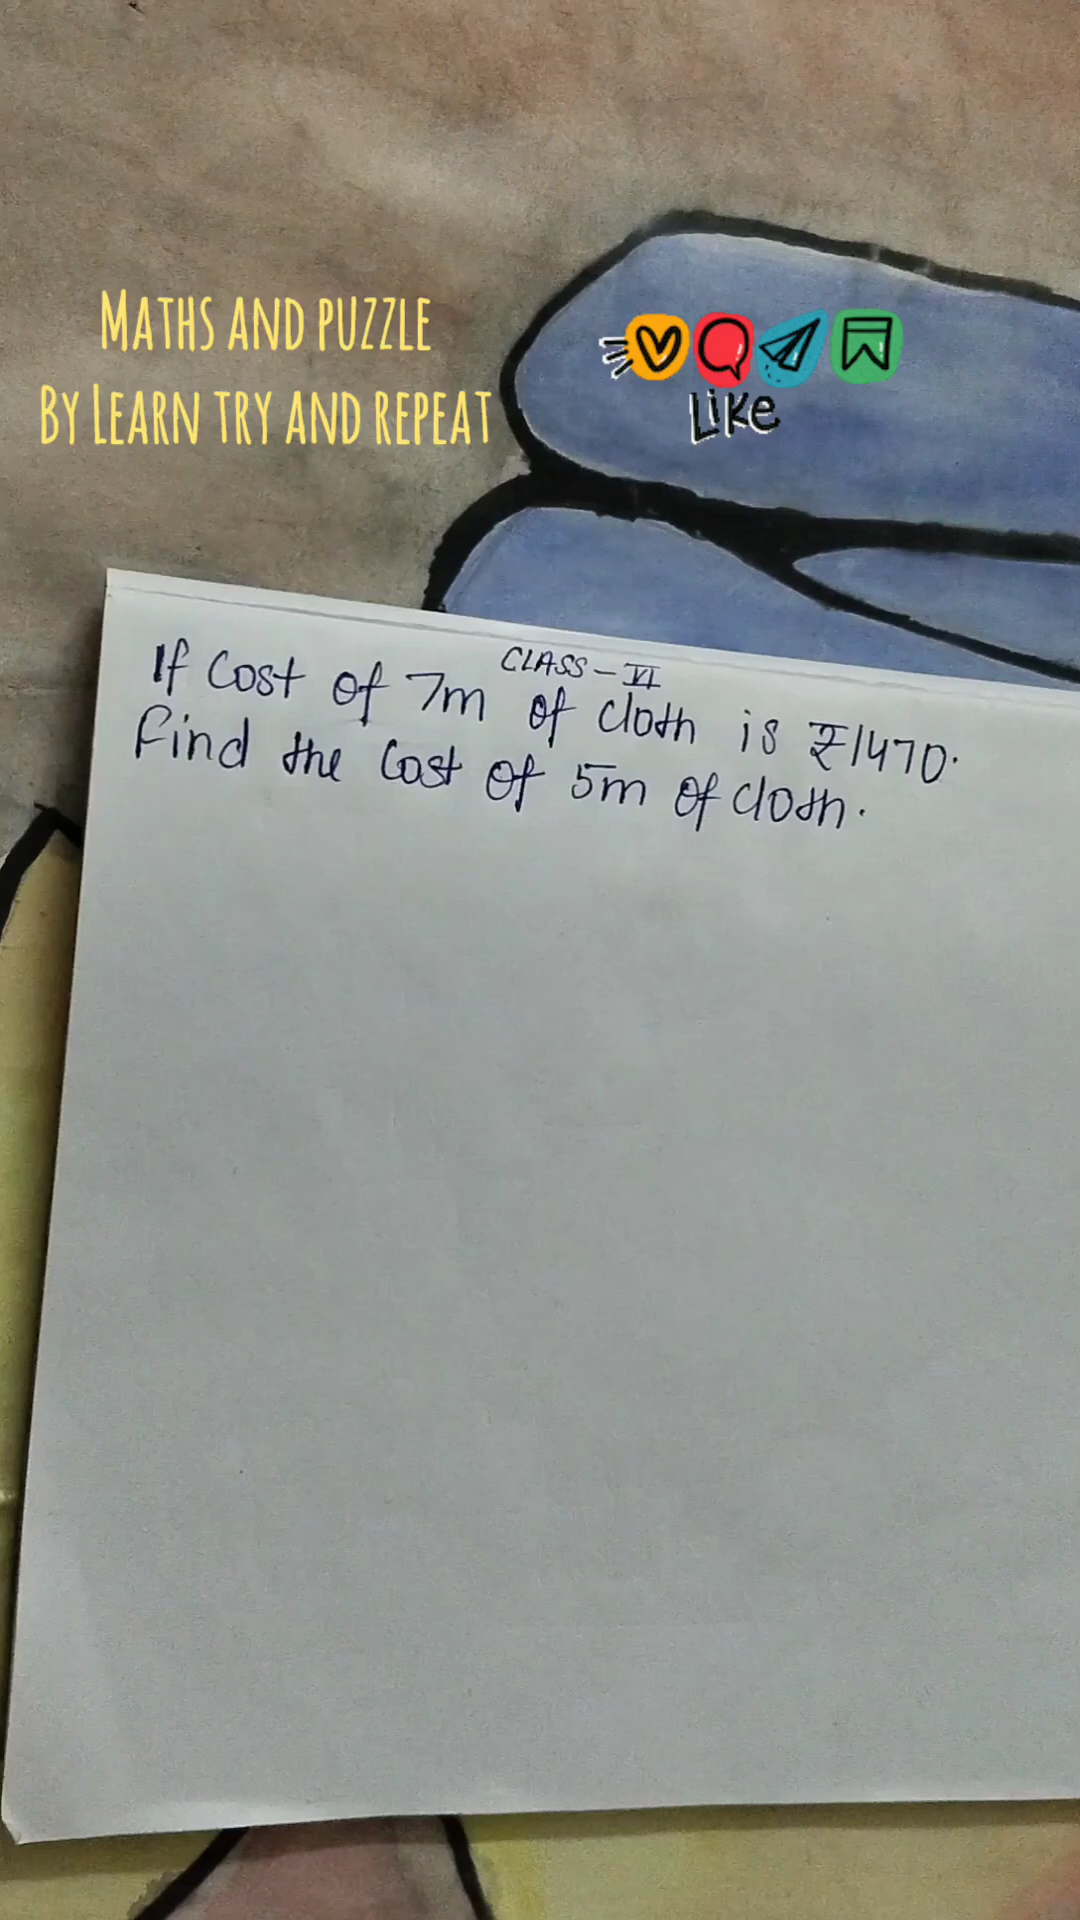 MATHS AND PUZZLE
BY LEARN TRY AND REPEAT
LiKe
CLASS - VI
If Cost of 7m of cloth is ₹1470.
Find the Cost of 5m of cloth.